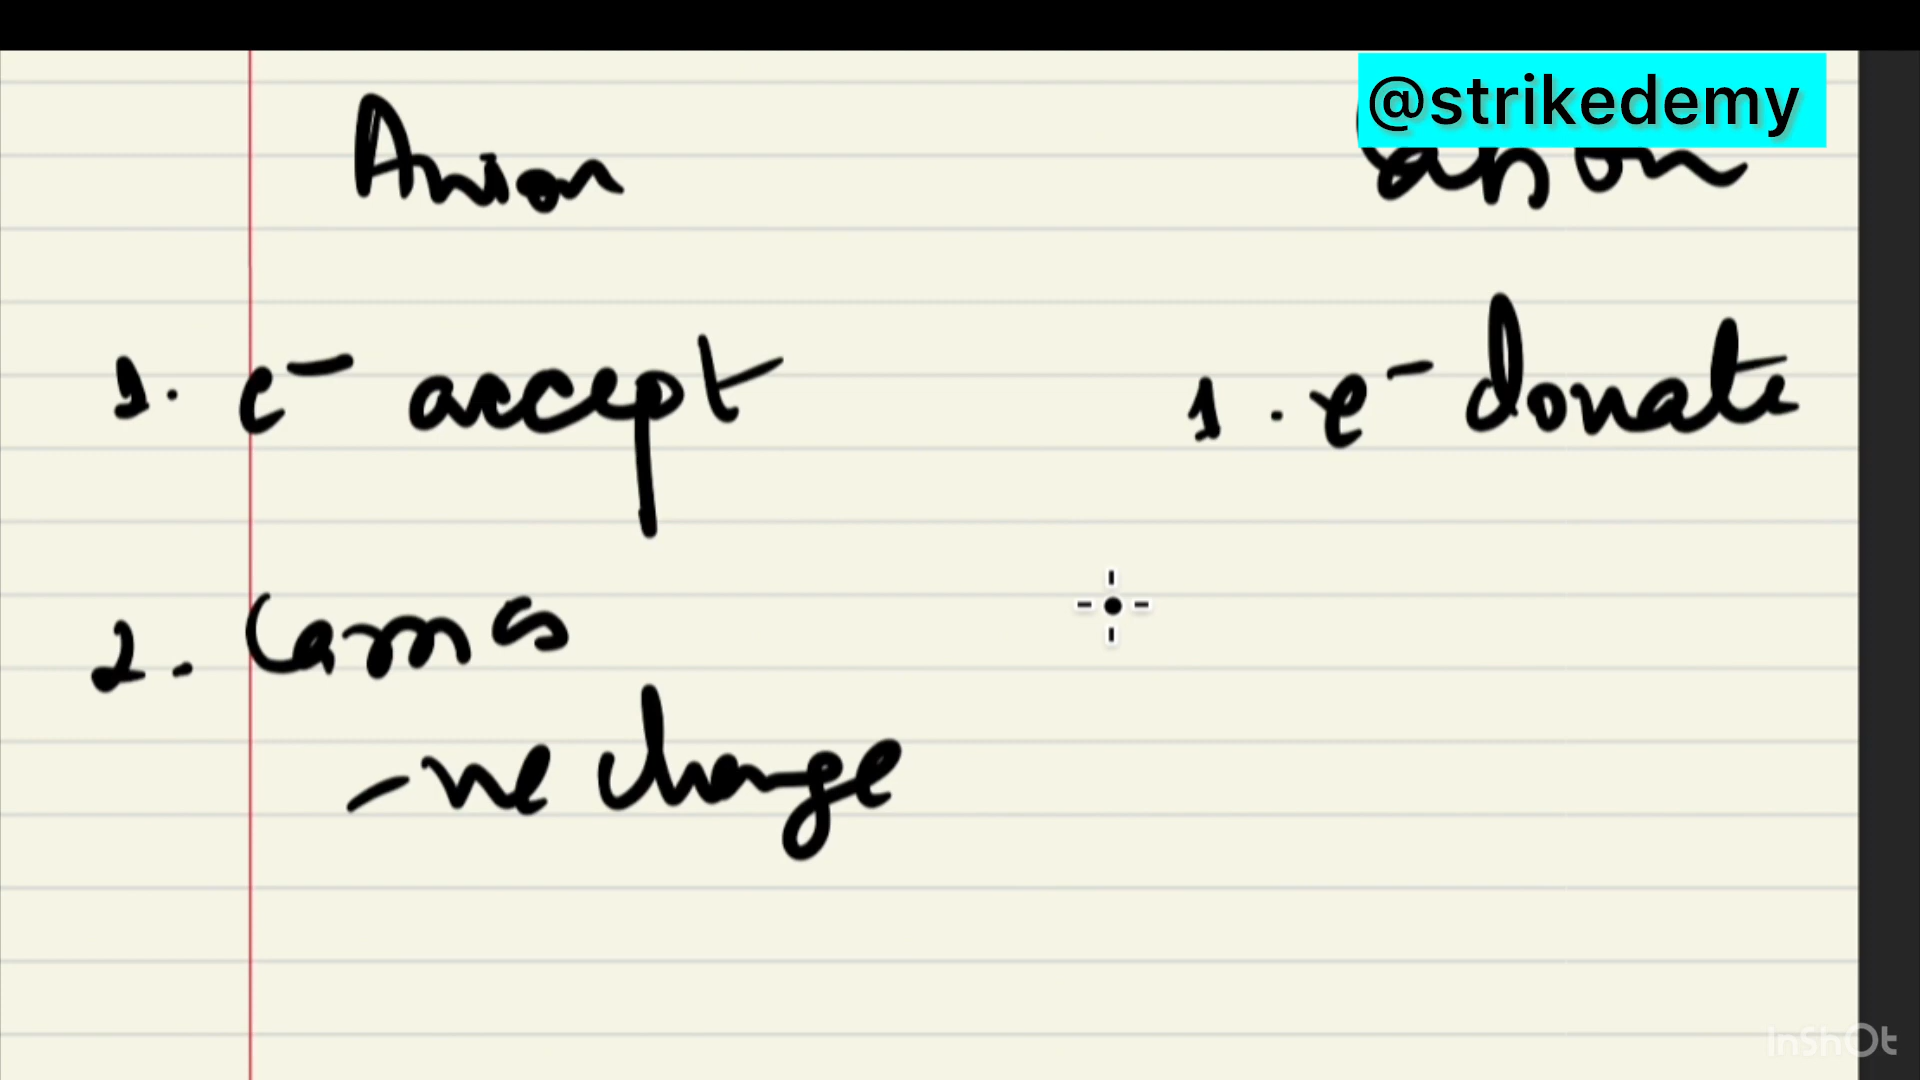 @strikedemy
Anion
1. e⁻ accept
1. e⁻ donate
2. Carries
-ve charge
InShOt